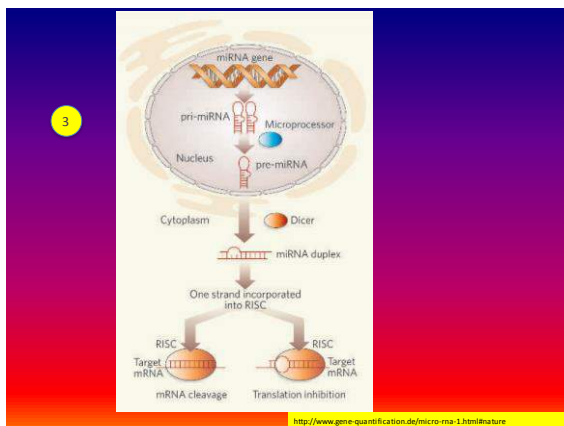 3
miRNA gene
pri-miRNA
Microprocessor
Nucleus
pre-miRNA
Cytoplasm
Dicer
miRNA duplex
One strand incorporated
into RISC
RISC
Target
mRNA
mRNA cleavage
RISC
Target
mRNA
Translation inhibition
http://www.gene-quantification.de/micro-rna-1.html#nature